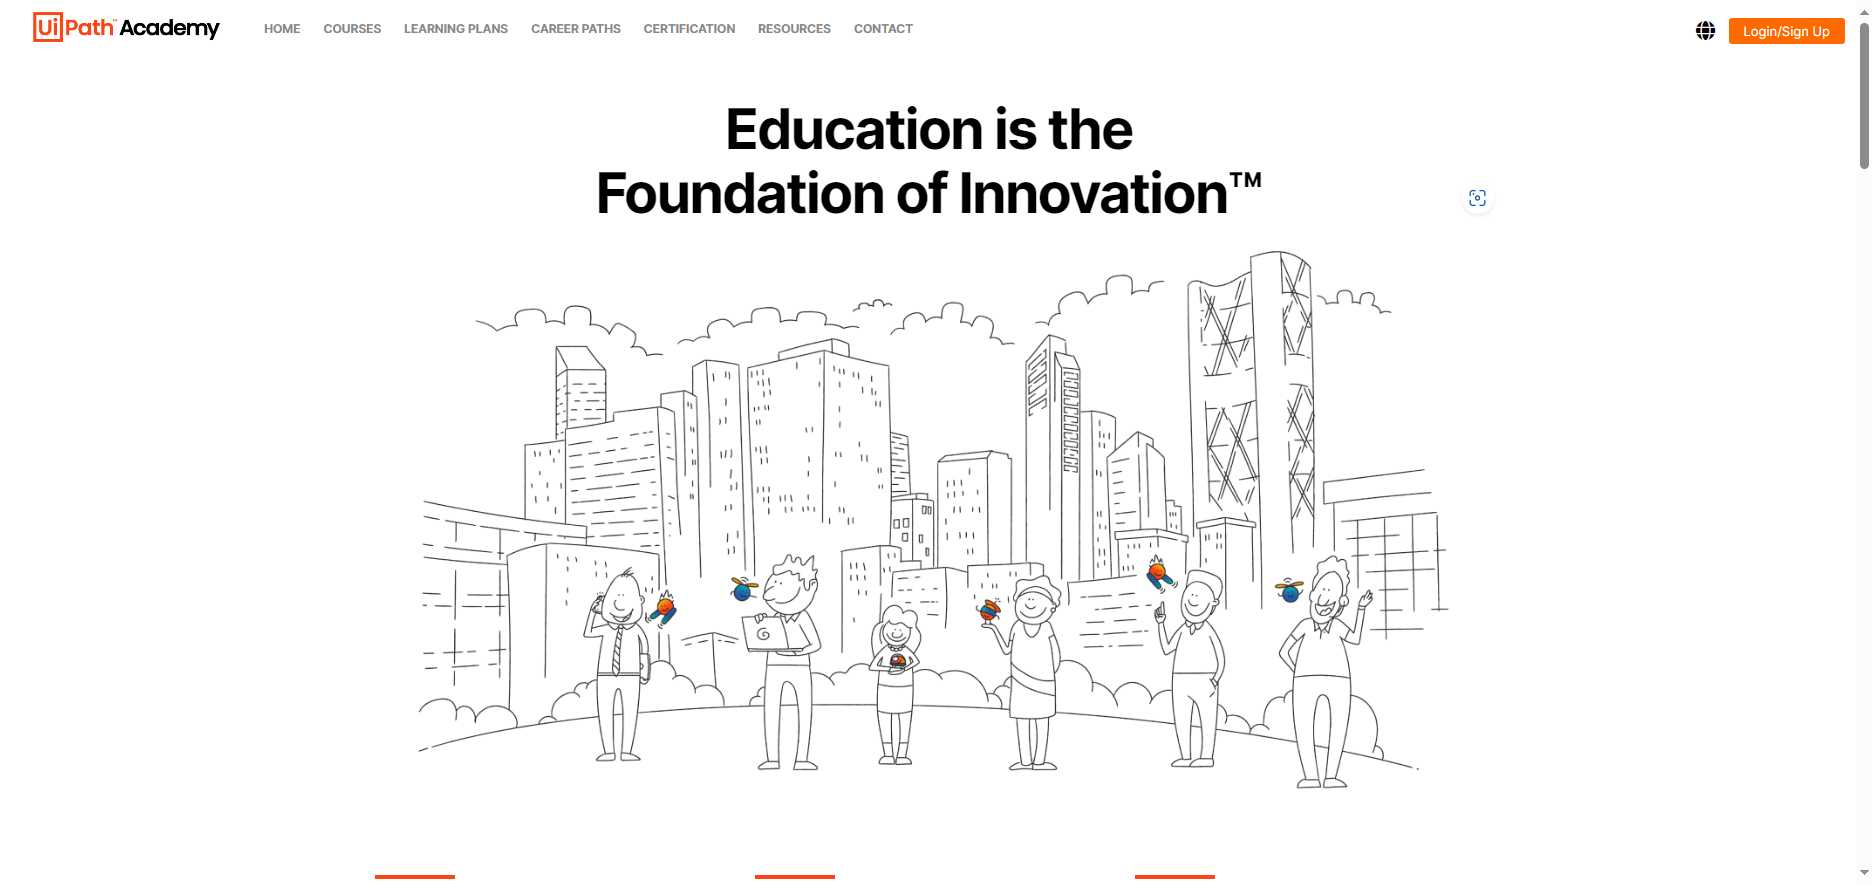 UiPath™ Academy
HOME COURSES LEARNING PLANS CAREER PATHS CERTIFICATION RESOURCES CONTACT
Login/Sign Up
Education is the
Foundation of Innovation™